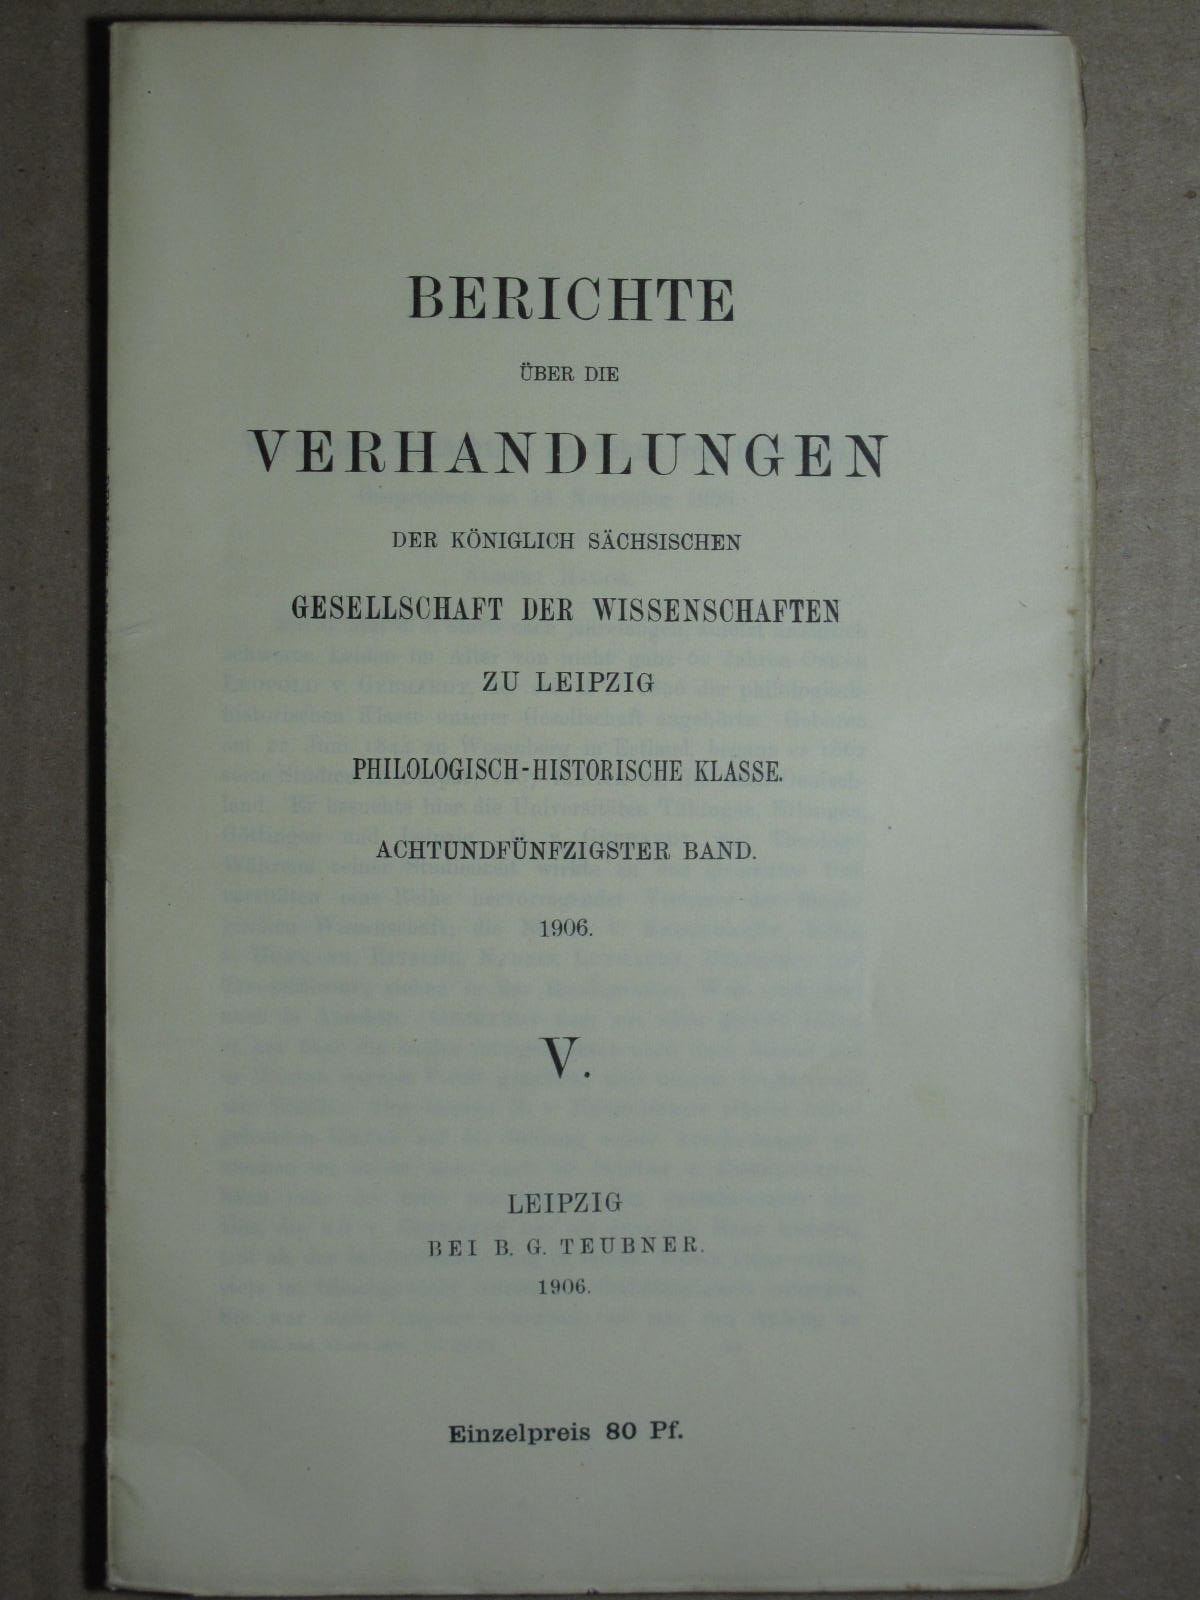 BERICHTE
ÜBER DIE
VERHANDLUNGEN
DER KÖNIGLICH SÄCHSISCHEN
GESELLSCHAFT DER WISSENSCHAFTEN
ZU LEIPZIG
PHILOLOGISCH-HISTORISCHE KLASSE.
ACHTUNDFÜNFZIGSTER BAND.
1906.
V.
LEIPZIG
BEI B. G. TEUBNER.
1906.
Einzelpreis 80 Pf.